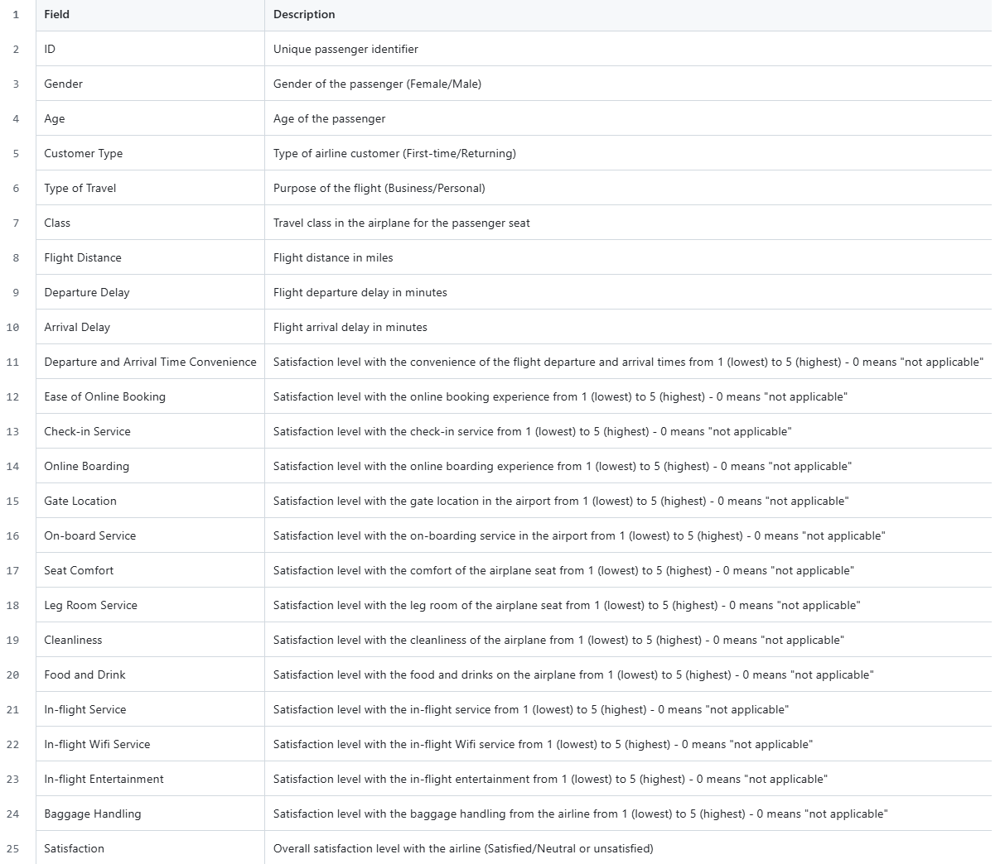 1 Field Description
2 ID Unique passenger identifier
3 Gender Gender of the passenger (Female/Male)
4 Age Age of the passenger
5 Customer Type Type of airline customer (First-time/Returning)
6 Type of Travel Purpose of the flight (Business/Personal)
7 Class Travel class in the airplane for the passenger seat
8 Flight Distance Flight distance in miles
9 Departure Delay Flight departure delay in minutes
10 Arrival Delay Flight arrival delay in minutes
11 Departure and Arrival Time Convenience Satisfaction level with the convenience of the flight departure and arrival times from 1 (lowest) to 5 (highest) - 0 means "not applicable"
12 Ease of Online Booking Satisfaction level with the online booking experience from 1 (lowest) to 5 (highest) - 0 means "not applicable"
13 Check-in Service Satisfaction level with the check-in service from 1 (lowest) to 5 (highest) - 0 means "not applicable"
14 Online Boarding Satisfaction level with the online boarding experience from 1 (lowest) to 5 (highest) - 0 means "not applicable"
15 Gate Location Satisfaction level with the gate location in the airport from 1 (lowest) to 5 (highest) - 0 means "not applicable"
16 On-board Service Satisfaction level with the on-boarding service in the airport from 1 (lowest) to 5 (highest) - 0 means "not applicable"
17 Seat Comfort Satisfaction level with the comfort of the airplane seat from 1 (lowest) to 5 (highest) - 0 means "not applicable"
18 Leg Room Service Satisfaction level with the leg room of the airplane seat from 1 (lowest) to 5 (highest) - 0 means "not applicable"
19 Cleanliness Satisfaction level with the cleanliness of the airplane from 1 (lowest) to 5 (highest) - 0 means "not applicable"
20 Food and Drink Satisfaction level with the food and drinks on the airplane from 1 (lowest) to 5 (highest) - 0 means "not applicable"
21 In-flight Service Satisfaction level with the in-flight service from 1 (lowest) to 5 (highest) - 0 means "not applicable"
22 In-flight Wifi Service Satisfaction level with the in-flight Wifi service from 1 (lowest) to 5 (highest) - 0 means "not applicable"
23 In-flight Entertainment Satisfaction level with the in-flight entertainment from 1 (lowest) to 5 (highest) - 0 means "not applicable"
24 Baggage Handling Satisfaction level with the baggage handling from the airline from 1 (lowest) to 5 (highest) - 0 means "not applicable"
25 Satisfaction Overall satisfaction level with the airline (Satisfied/Neutral or unsatisfied)